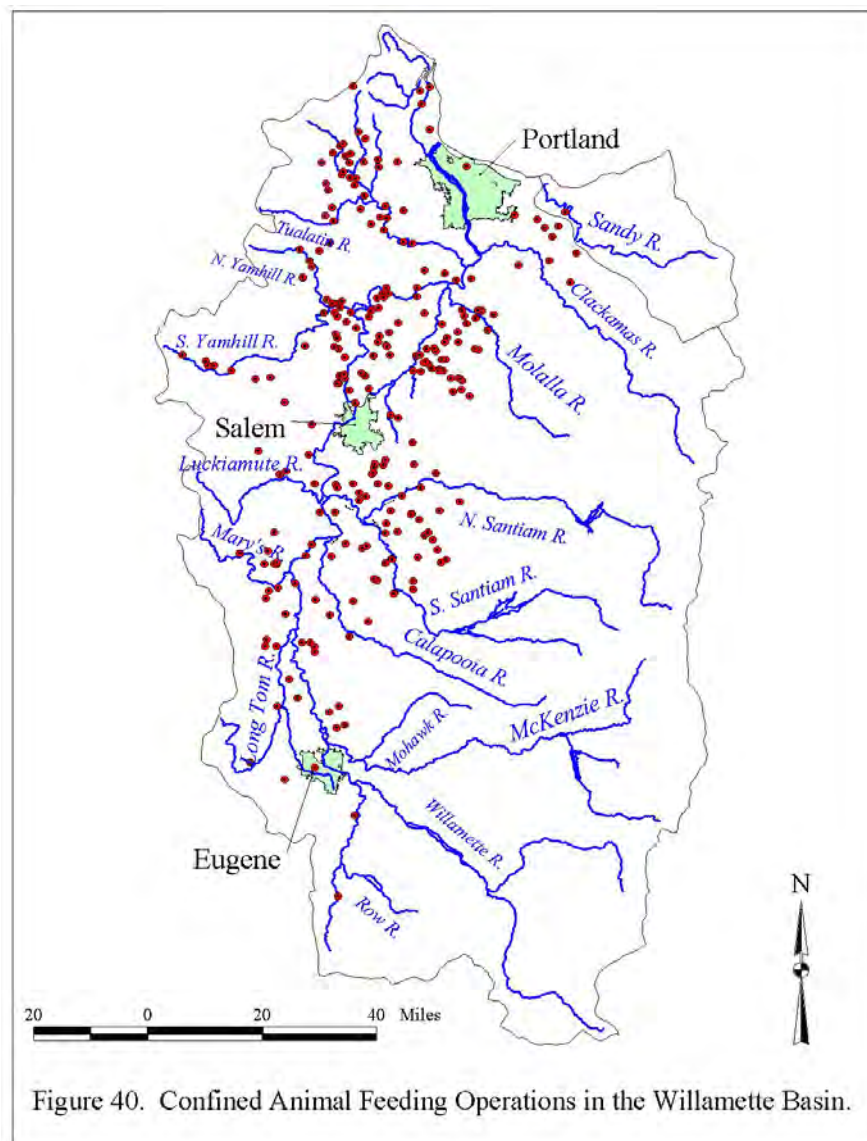 Portland
Sandy R.
Tualatin R.
N. Yamhill R.
Clackamas R.
S. Yamhill R.
Molalla R.
Salem
Luckiamute R.
N. Santiam R.
Mary's R.
S. Santiam R.
Calapooia R.
Long Tom R.
McKenzie R.
Mohawk R.
Willamette R.
Eugene
N
Row R.
20 0 20 40 Miles
Figure 40. Confined Animal Feeding Operations in the Willamette Basin.